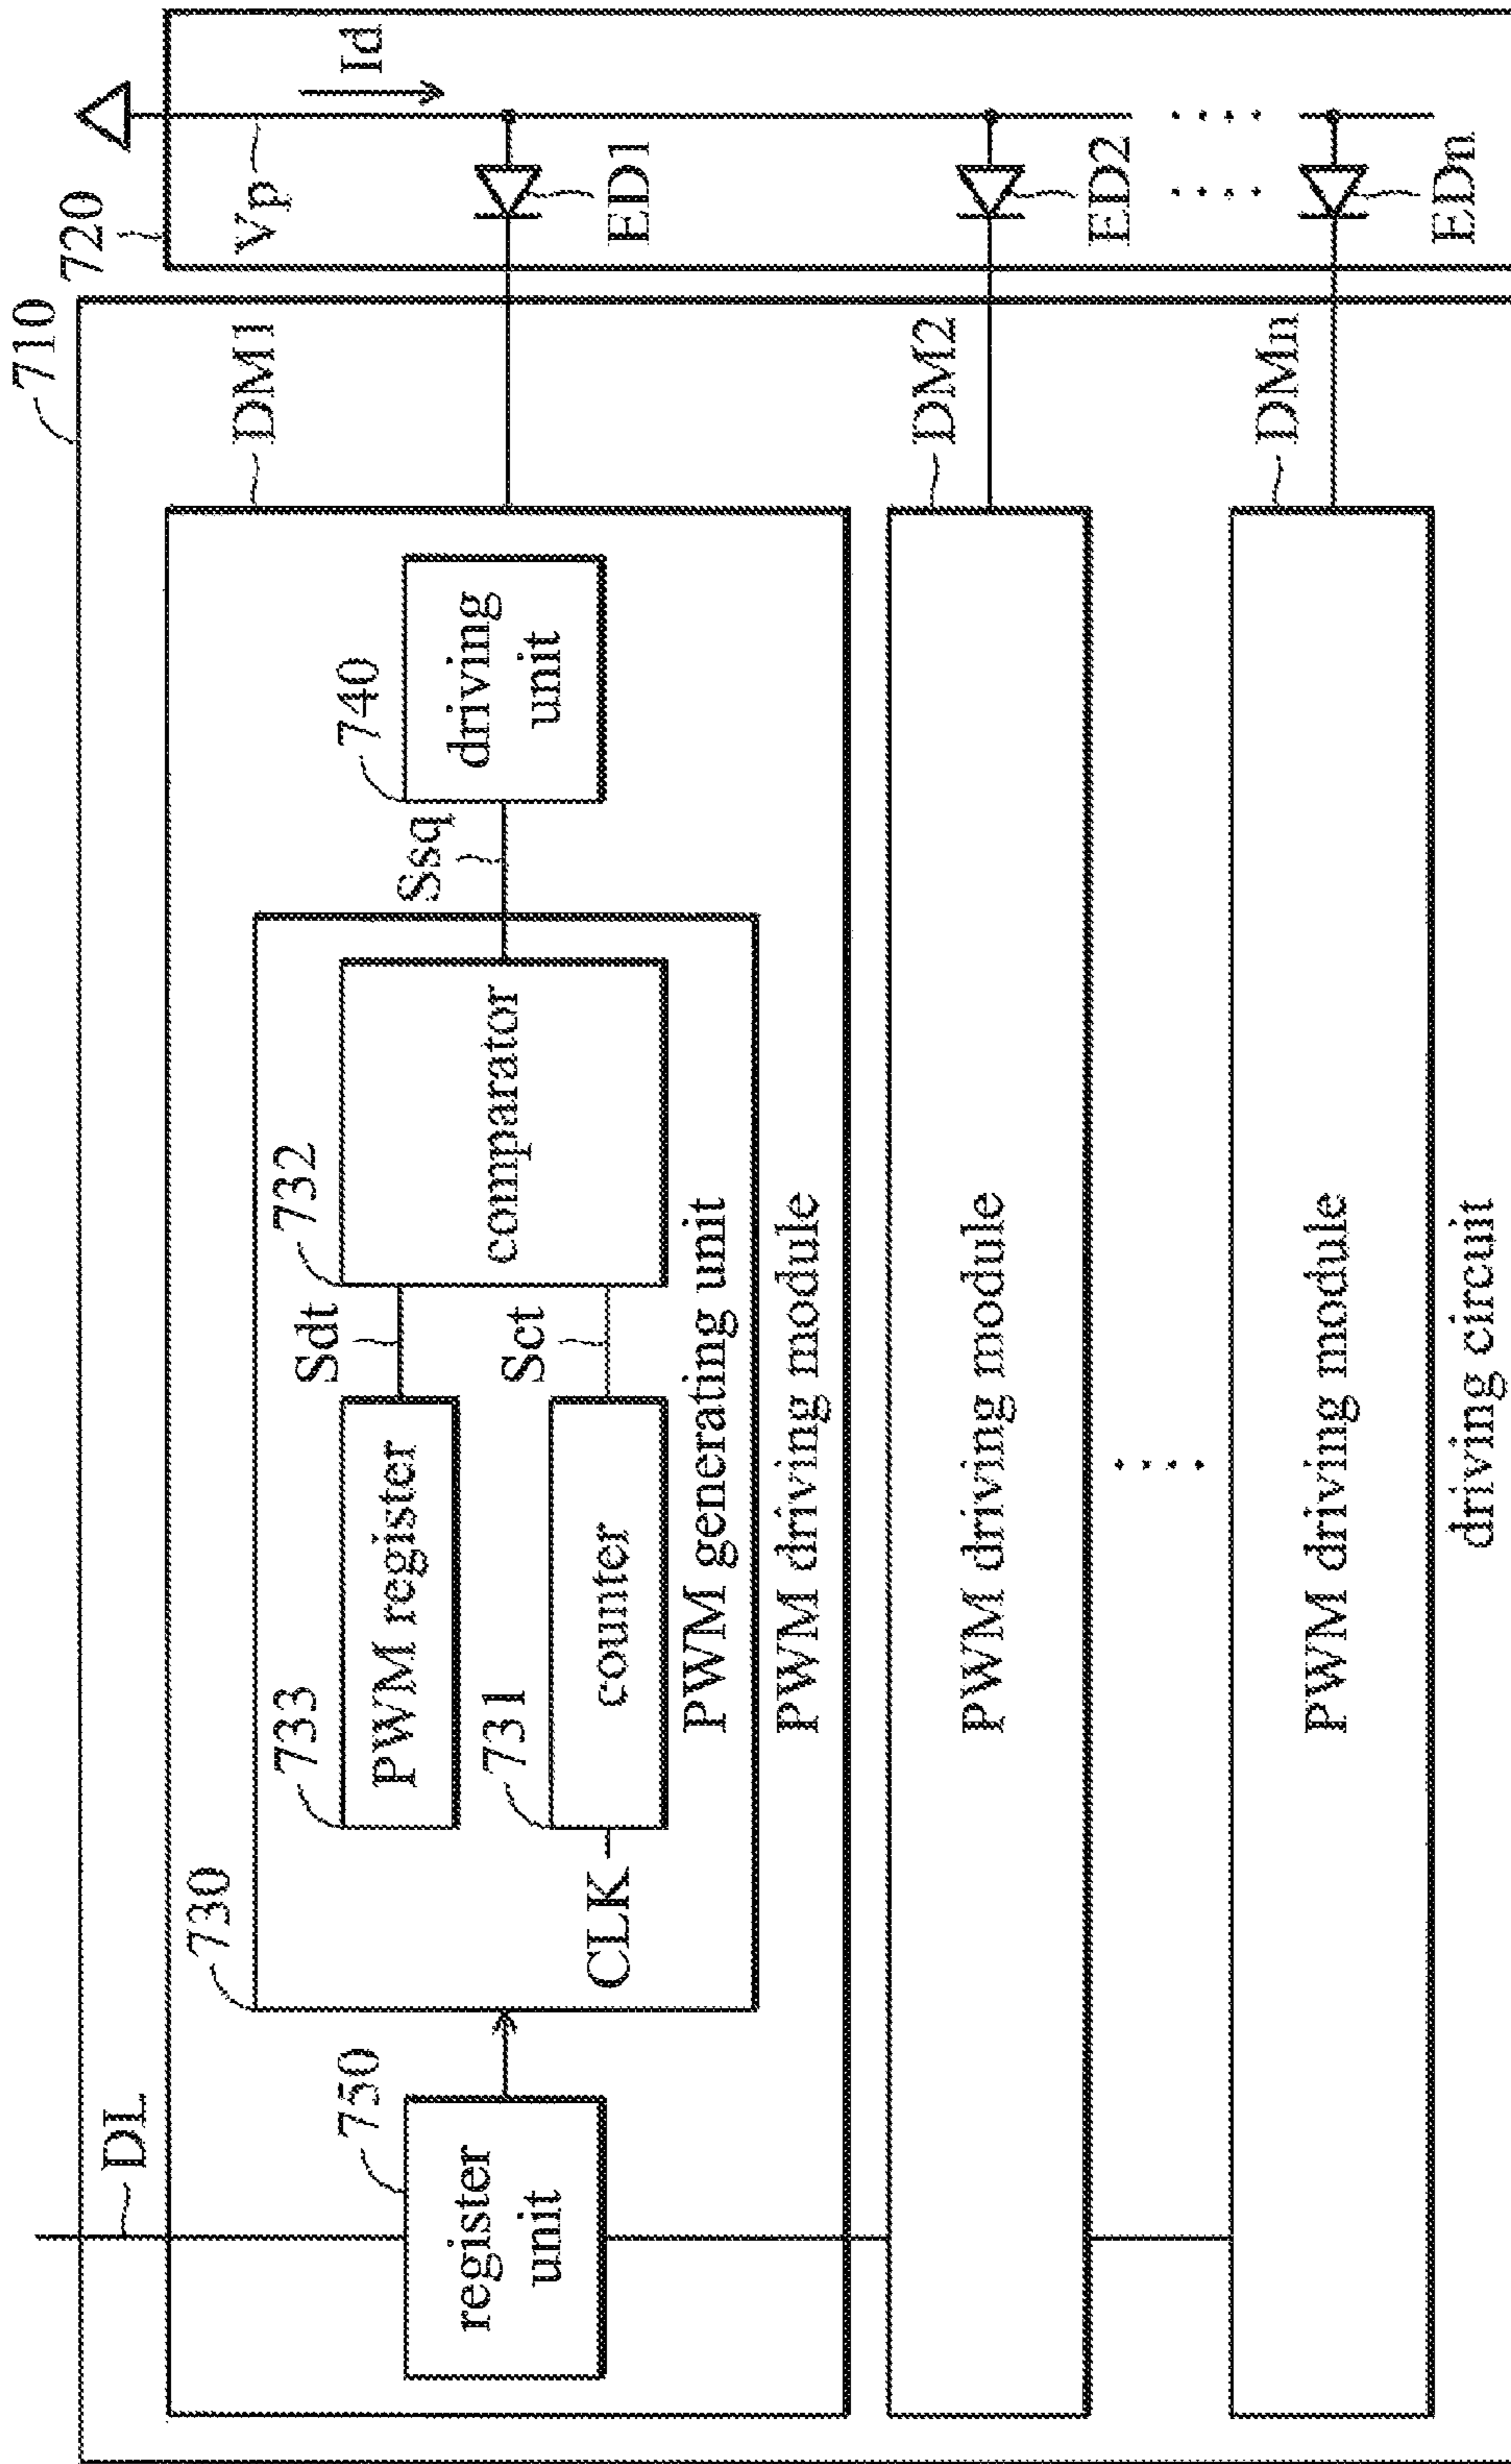 710
720
DL
Vp
Id
DM1
730
750
register
unit
733
PWM register
Sdt
732
comparator
731
counter
Sct
CLK
PWM generating unit
PWM driving module
Ssq
740
driving
unit
ED1
DM2
PWM driving module
ED2
DMn
PWM driving module
EDn
driving circuit